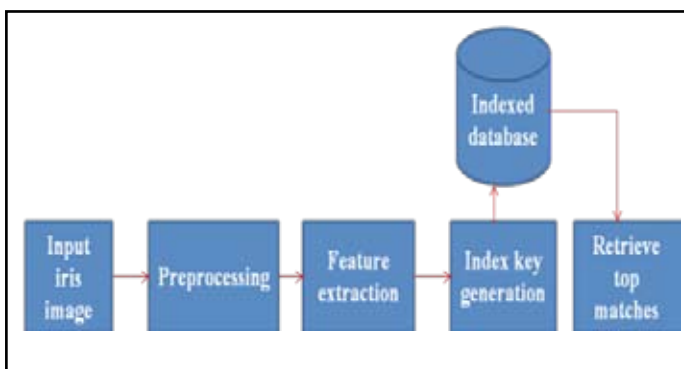 Indexed
database
Input
iris
image
Preprocessing
Feature
extraction
Index key
generation
Retrieve
top
matches